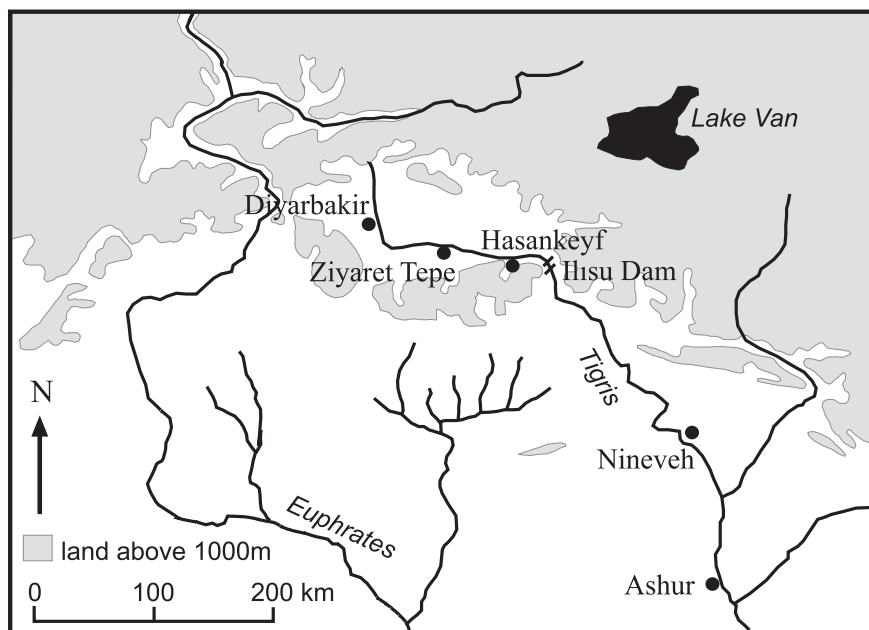 Lake Van
Diyarbakir
Hasankeyf
Ziyaret Tepe
Ilısu Dam
Tigris
N
Nineveh
Euphrates
land above 1000m
Ashur
0 100 200 km